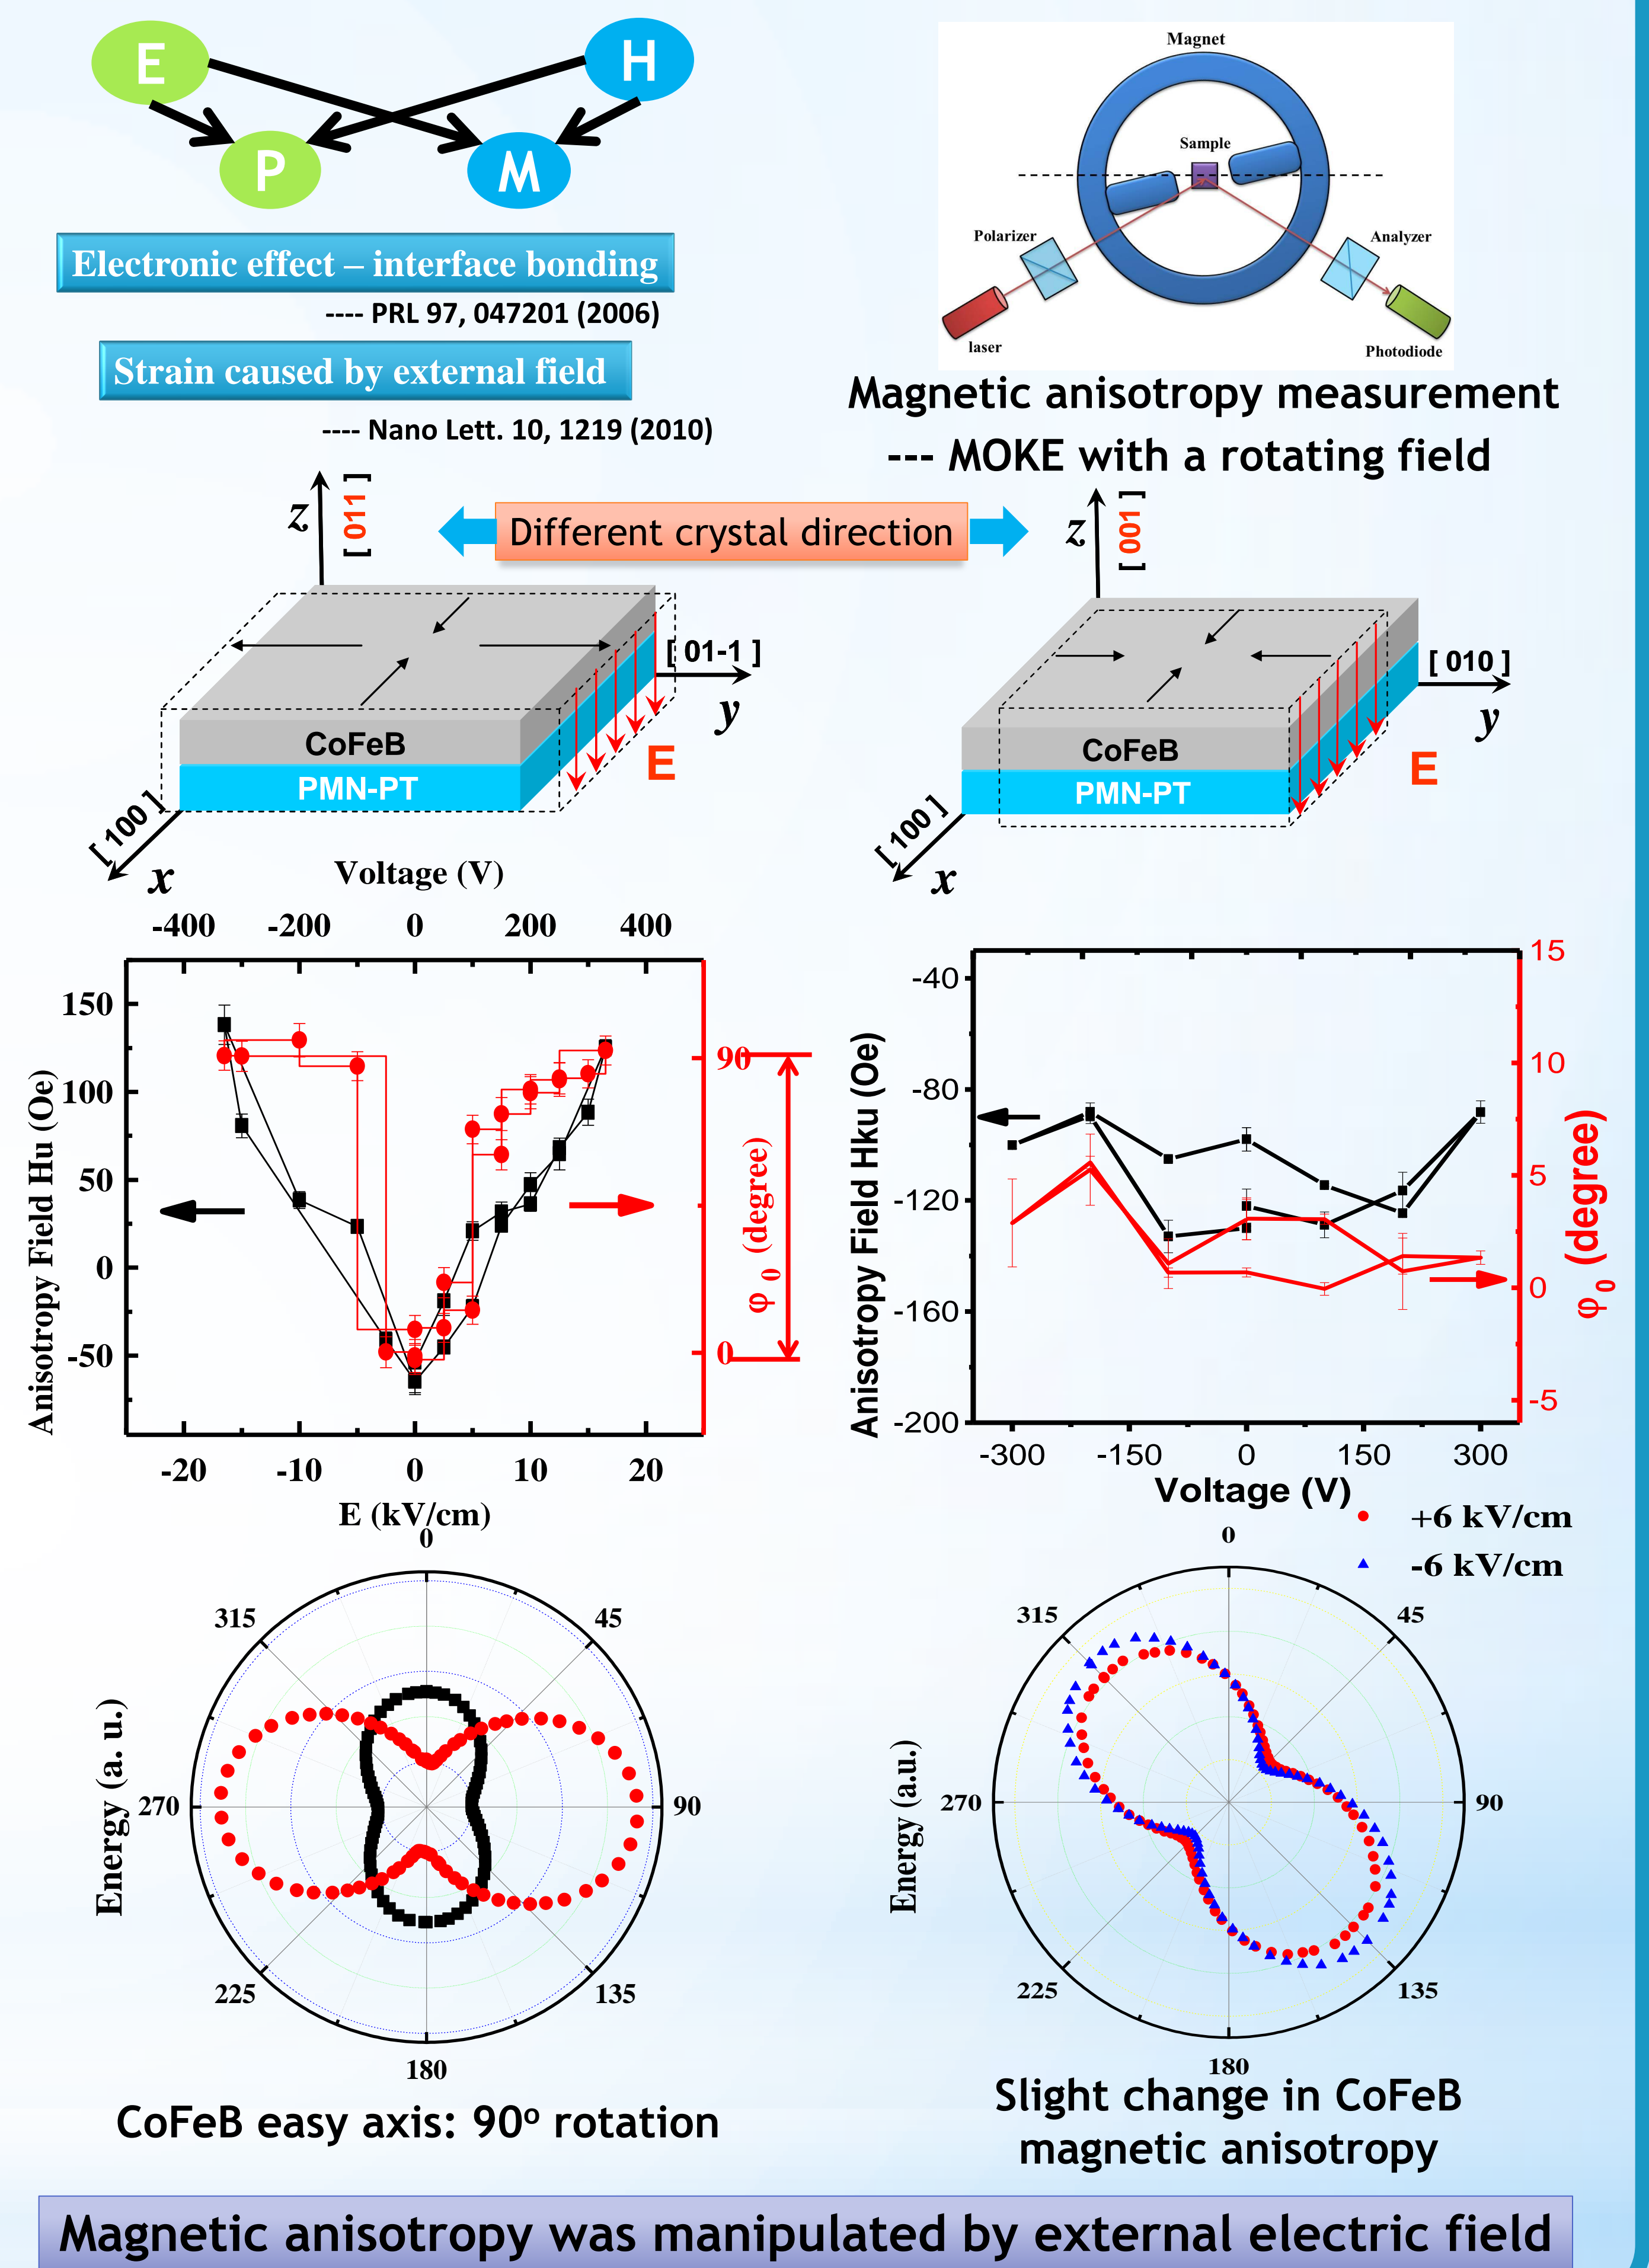 E
H
P
M
Electronic effect – interface bonding
---- PRL 97, 047201 (2006)
Strain caused by external field
---- Nano Lett. 10, 1219 (2010)
Magnet
Sample
Polarizer
Analyzer
laser
Photodiode
Magnetic anisotropy measurement
--- MOKE with a rotating field
Different crystal direction
z
[ 011 ]
[ 01-1 ]
y
CoFeB
PMN-PT
E
[ 100 ]
x
z
[ 001 ]
[ 010 ]
y
CoFeB
PMN-PT
E
[ 100 ]
x
Voltage (V)
-400 -200 0 200 400
150
100
50
0
-50
Anisotropy Field Hu (Oe)
90
0
φ 0 (degree)
-20 -10 0 10 20
E (kV/cm)
-40
-80
-120
-160
-200
Anisotropy Field Hku (Oe)
15
10
5
0
-5
φ 0 (degree)
-300 -150 0 150 300
Voltage (V)
0
45
90
135
180
225
270
315
Energy (a. u.)
+6 kV/cm
-6 kV/cm
0
45
90
135
180
225
270
315
Energy (a.u.)
CoFeB easy axis: 90º rotation
Slight change in CoFeB
magnetic anisotropy
Magnetic anisotropy was manipulated by external electric field